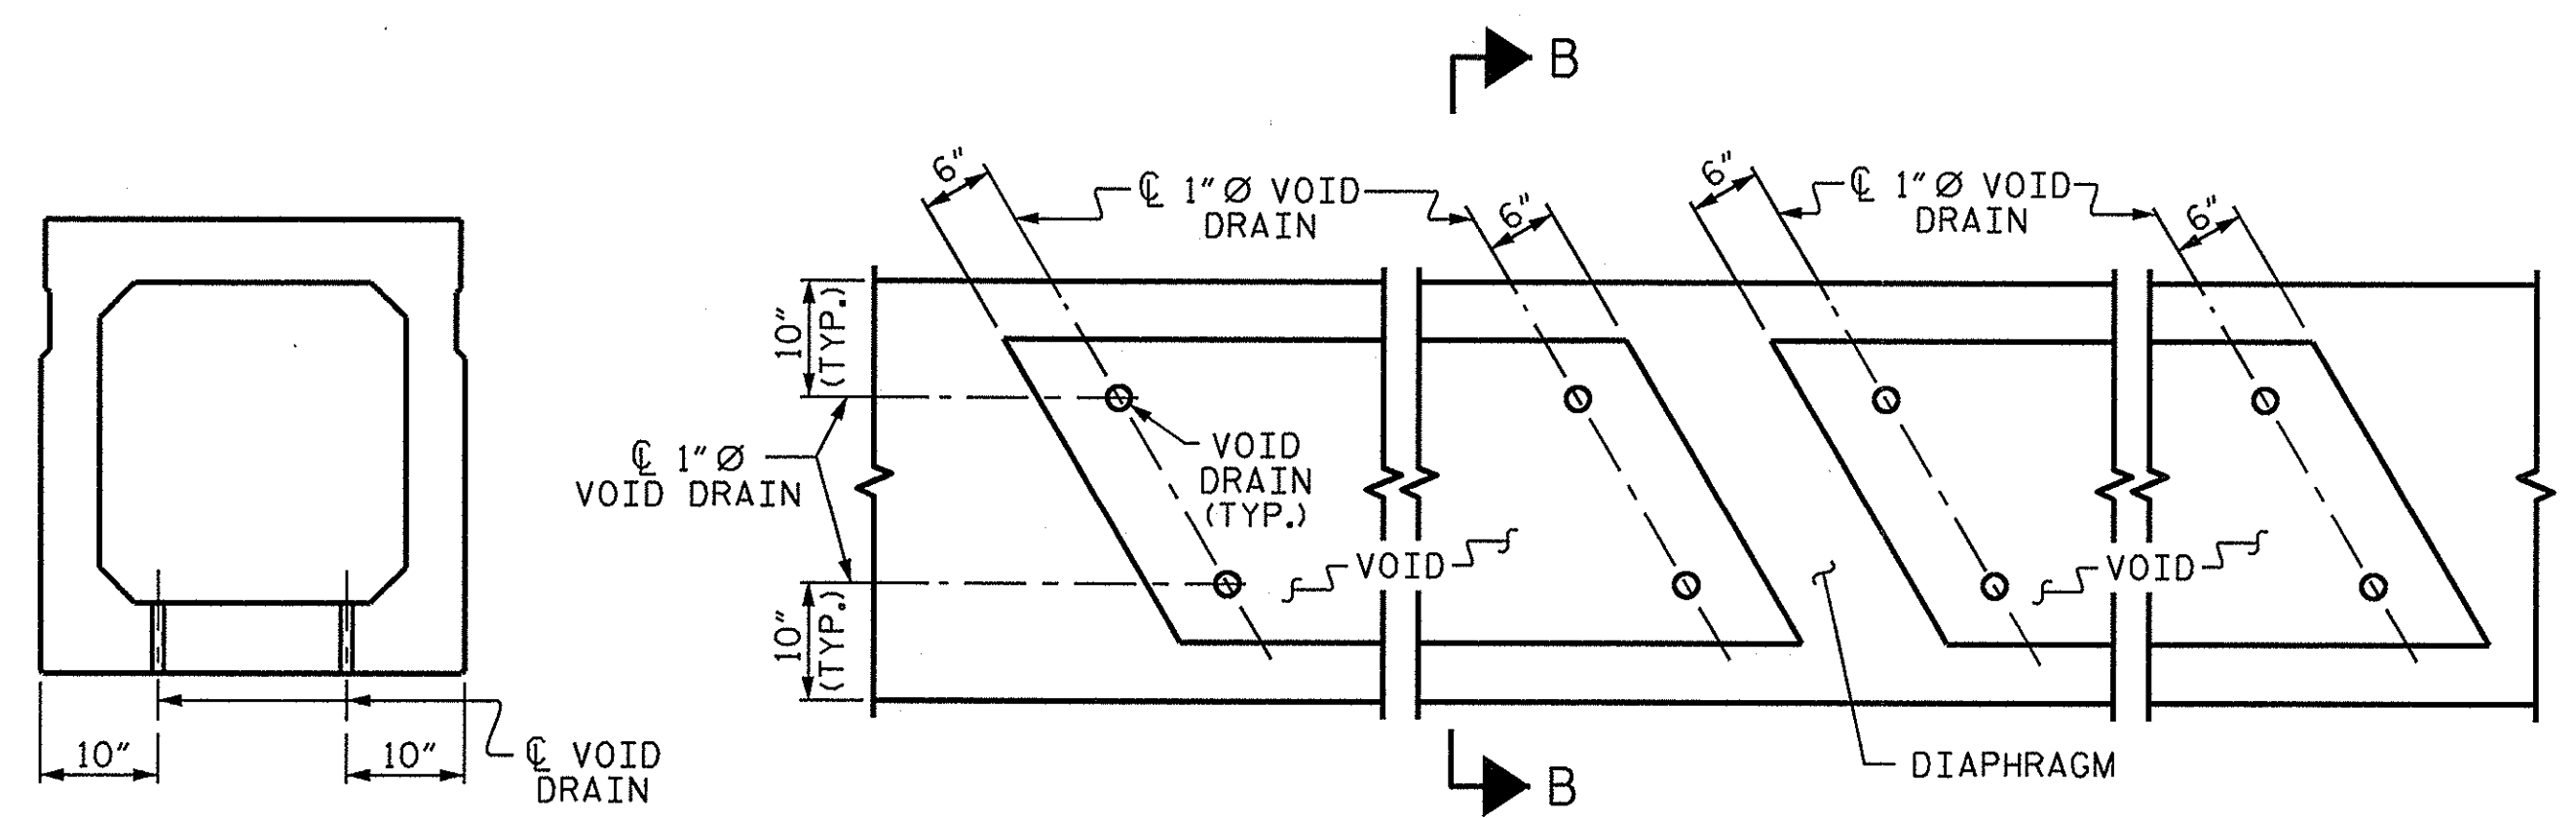 B
6"
℄ 1" Ø VOID
DRAIN
6"
6"
℄ 1" Ø VOID
DRAIN
6"
10"
(TYP.)
℄ 1" Ø
VOID DRAIN
VOID
DRAIN
(TYP.)
VOID
VOID
10"
(TYP.)
10"
10"
℄ VOID
DRAIN
DIAPHRAGM
B